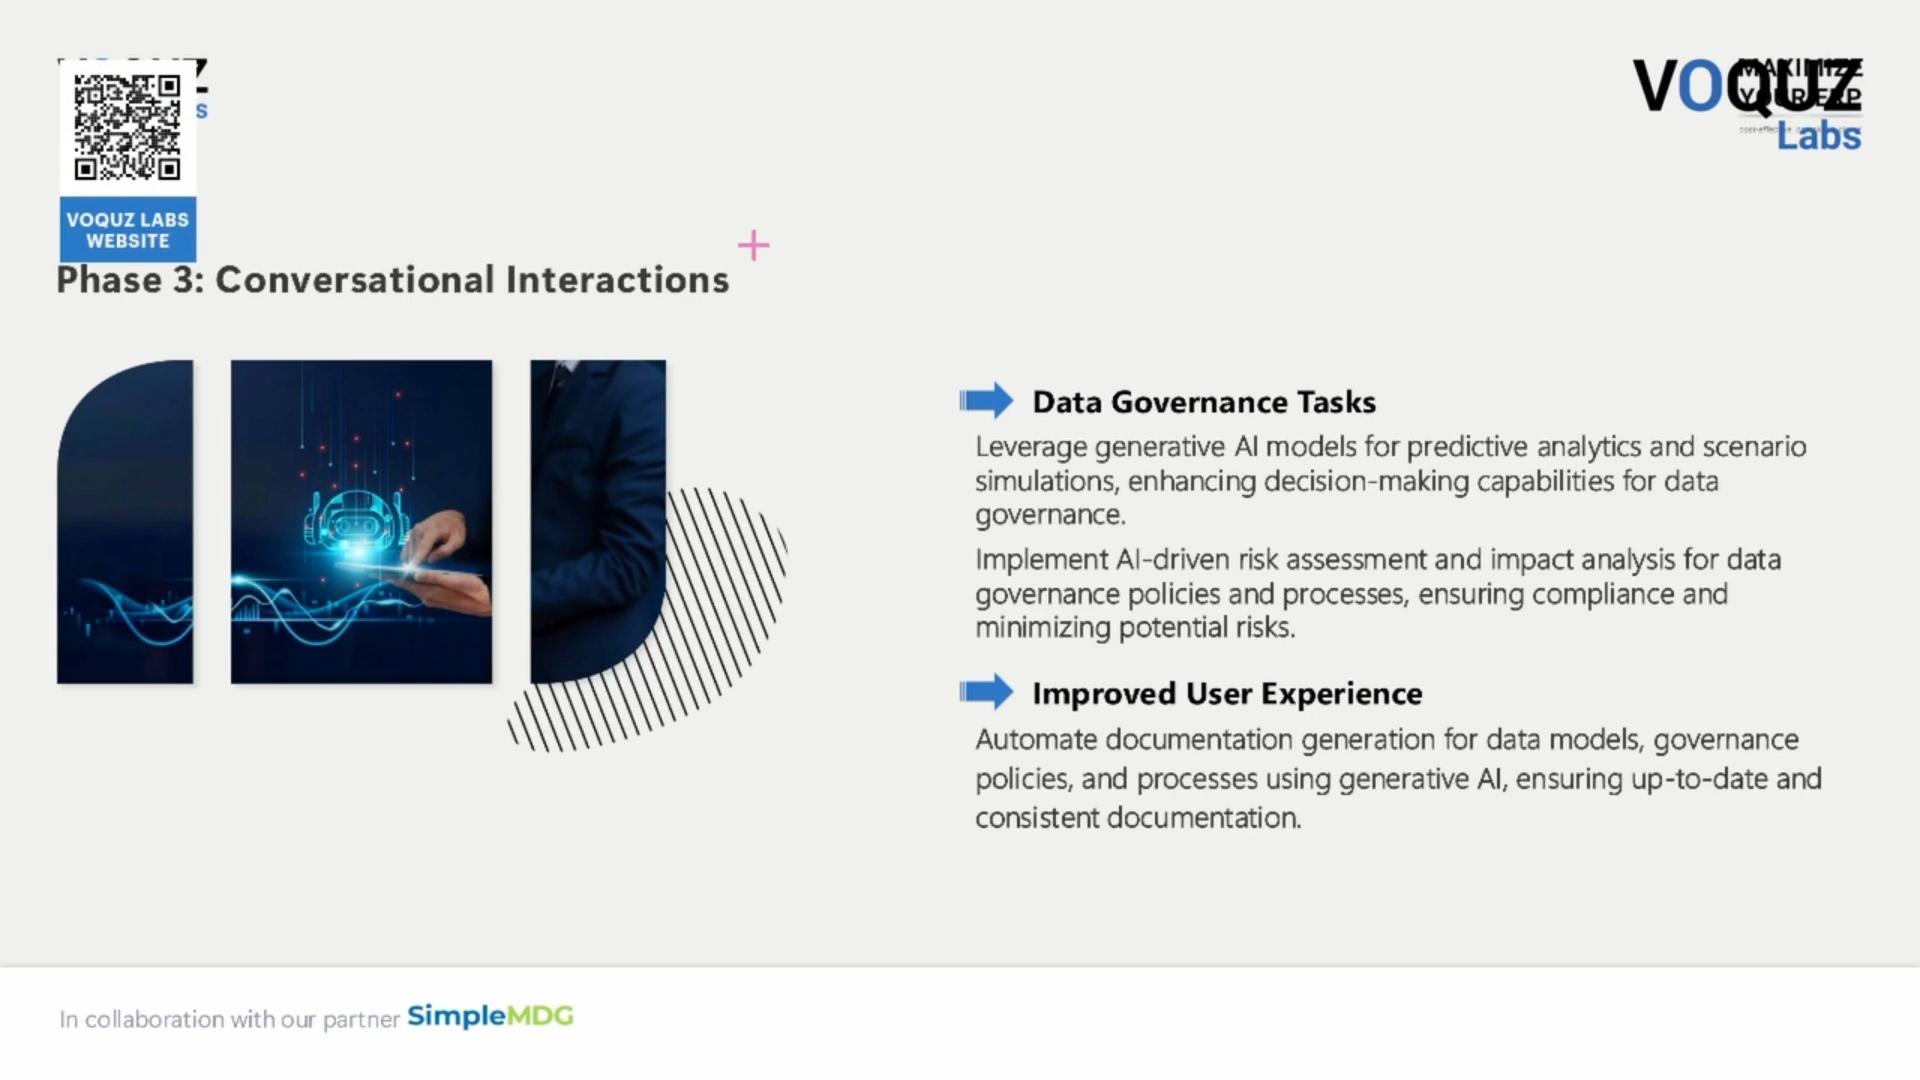 VOQUZ
Labs
MAXIMIZE
YOUR ERP
VOQUZ LABS
WEBSITE
Phase 3: Conversational Interactions
Data Governance Tasks
Leverage generative AI models for predictive analytics and scenario
simulations, enhancing decision-making capabilities for data
governance.
Implement AI-driven risk assessment and impact analysis for data
governance policies and processes, ensuring compliance and
minimizing potential risks.
Improved User Experience
Automate documentation generation for data models, governance
policies, and processes using generative AI, ensuring up-to-date and
consistent documentation.
In collaboration with our partner SimpleMDG